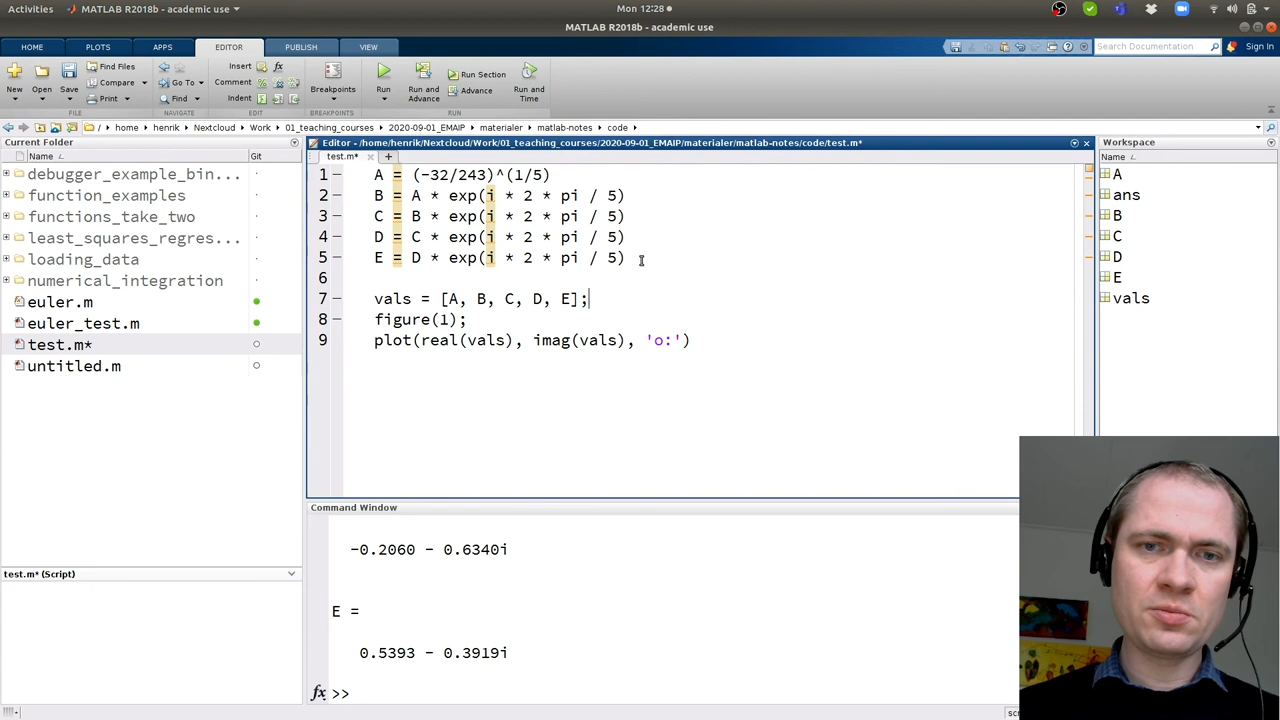 Activities MATLAB R2018b - academic use Mon 12:28
MATLAB R2018b - academic use
HOME PLOTS APPS EDITOR PUBLISH VIEW Search Documentation Sign In
New Open Save Find Files Compare Print Go To Find Insert fx Comment Indent Breakpoints Run Run and Advance Run Section Advance Run and Time
FILE NAVIGATE EDIT BREAKPOINTS RUN
/ home henrik Nextcloud Work 01_teaching_courses 2020-09-01_EMAIP materialer matlab-notes code
Current Folder
Name Git
debugger_example_bin...
function_examples
functions_take_two
least_squares_regres...
loading_data
numerical_integration
euler.m
euler_test.m
test.m*
untitled.m
test.m* (Script)
Editor - /home/henrik/Nextcloud/Work/01_teaching_courses/2020-09-01_EMAIP/materialer/matlab-notes/code/test.m*
test.m* +
1 A = (-32/243)^(1/5)
2 B = A * exp(i * 2 * pi / 5)
3 C = B * exp(i * 2 * pi / 5)
4 D = C * exp(i * 2 * pi / 5)
5 E = D * exp(i * 2 * pi / 5)
6
7 vals = [A, B, C, D, E];
8 figure(1);
9 plot(real(vals), imag(vals), 'o:')
Command Window
-0.2060 - 0.6340i
E =
0.5393 - 0.3919i
fx >>
Workspace
Name
A
ans
B
C
D
E
vals